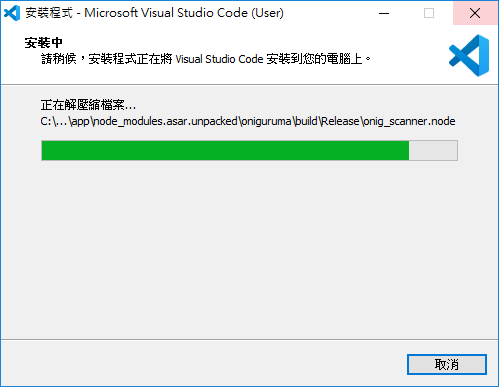 安裝程式 - Microsoft Visual Studio Code (User)
安裝中
請稍候，安裝程式正在將 Visual Studio Code 安裝到您的電腦上。
正在解壓縮檔案...
C:\...\app\node_modules.asar.unpacked\oniguruma\build\Release\onig_scanner.node
取消